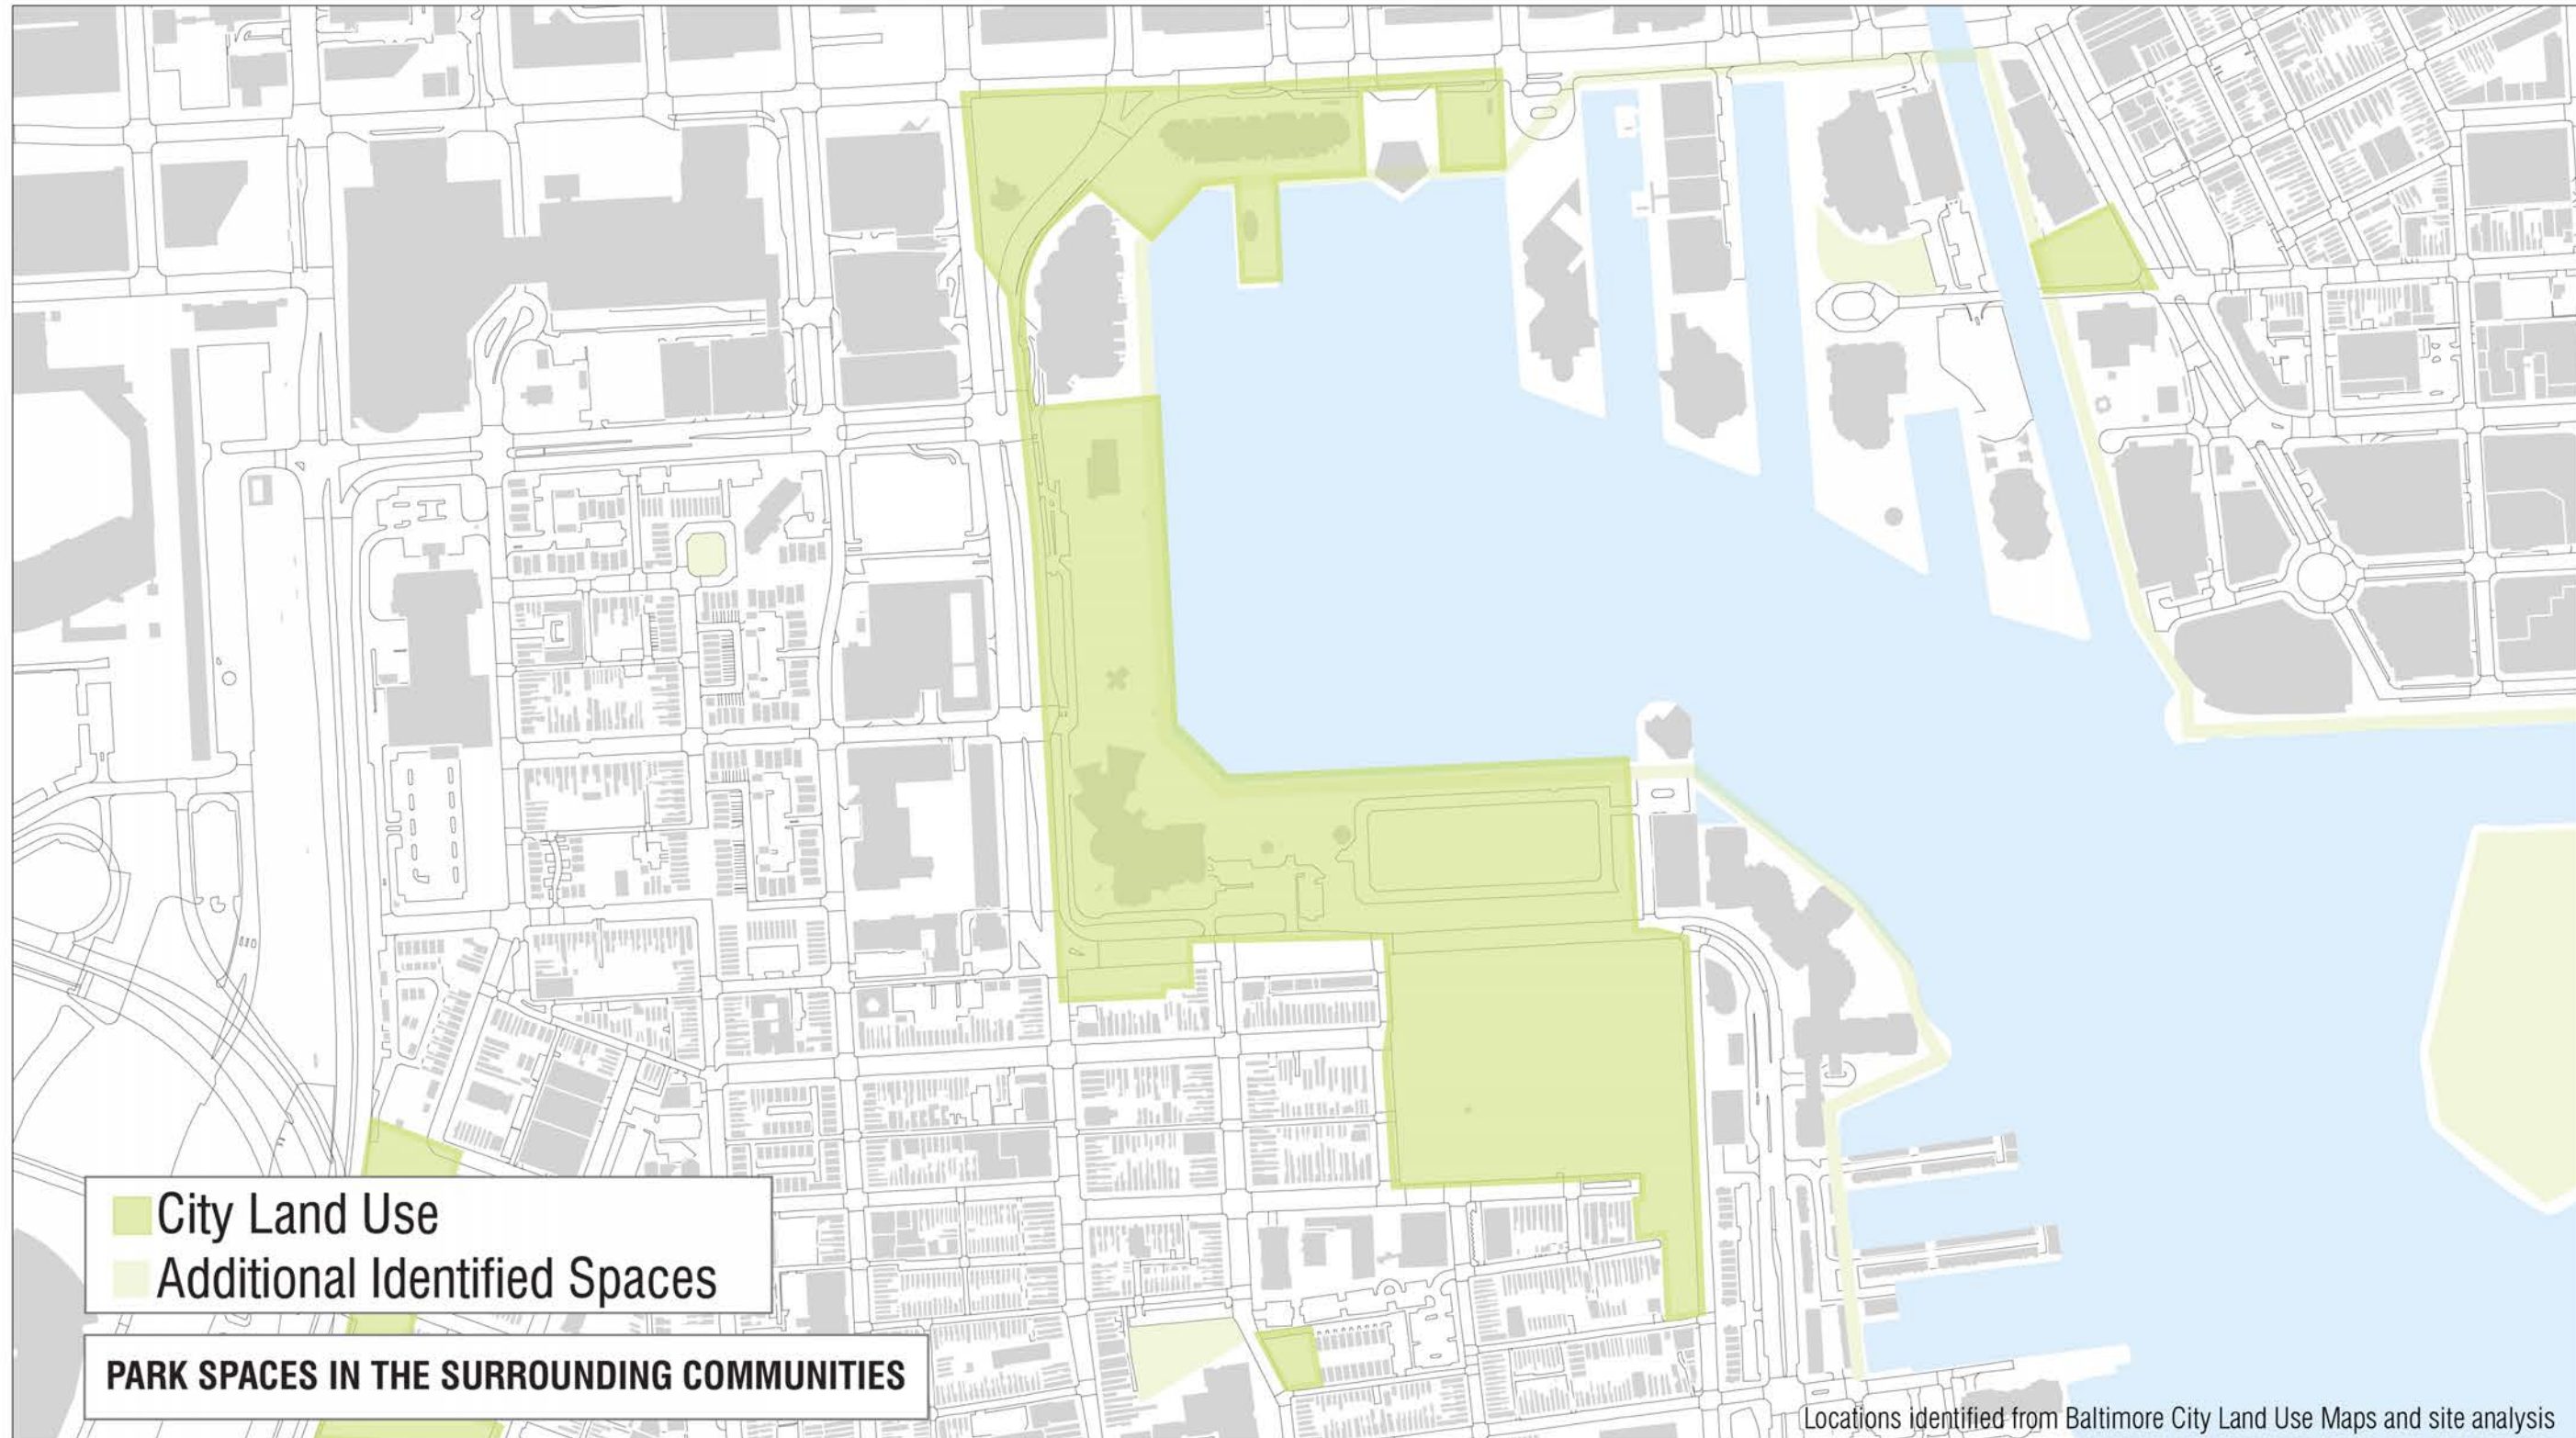 City Land Use
Additional Identified Spaces
PARK SPACES IN THE SURROUNDING COMMUNITIES
Locations identified from Baltimore City Land Use Maps and site analysis